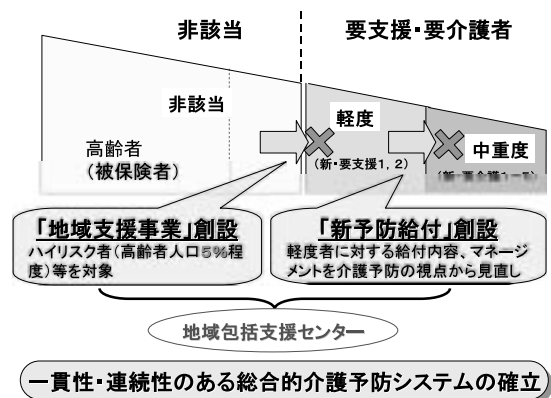 非該当
要支援・要介護者
非該当
軽度
高齢者
(被保険者)
(新・要支援1, 2)
中重度
「地域支援事業」創設
ハイリスク者(高齢者人口5%程
度)等を対象
「新予防給付」創設
軽度者に対する給付内容、マネージ
メントを介護予防の視点から見直し
地域包括支援センター
一貫性・連続性のある総合的介護予防システムの確立